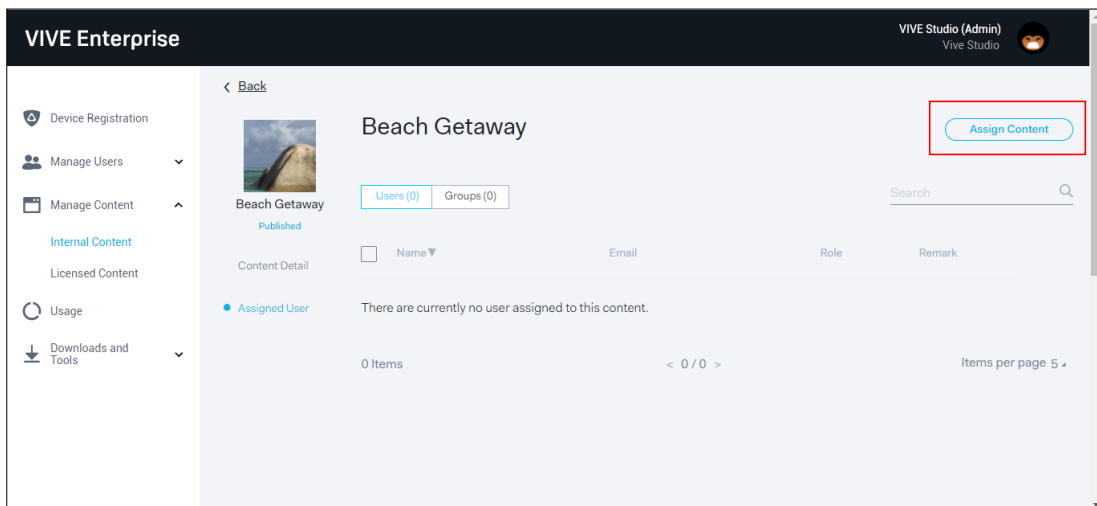 VIVE Enterprise
VIVE Studio (Admin)
Vive Studio
Device Registration
Manage Users
Manage Content
Internal Content
Licensed Content
Usage
Downloads and
Tools
< Back
Beach Getaway
Published
Content Detail
Assigned User
Beach Getaway
Assign Content
Users (0)
Groups (0)
Search
Name▼ Email Role Remark
There are currently no user assigned to this content.
0 Items < 0 / 0 > Items per page 5